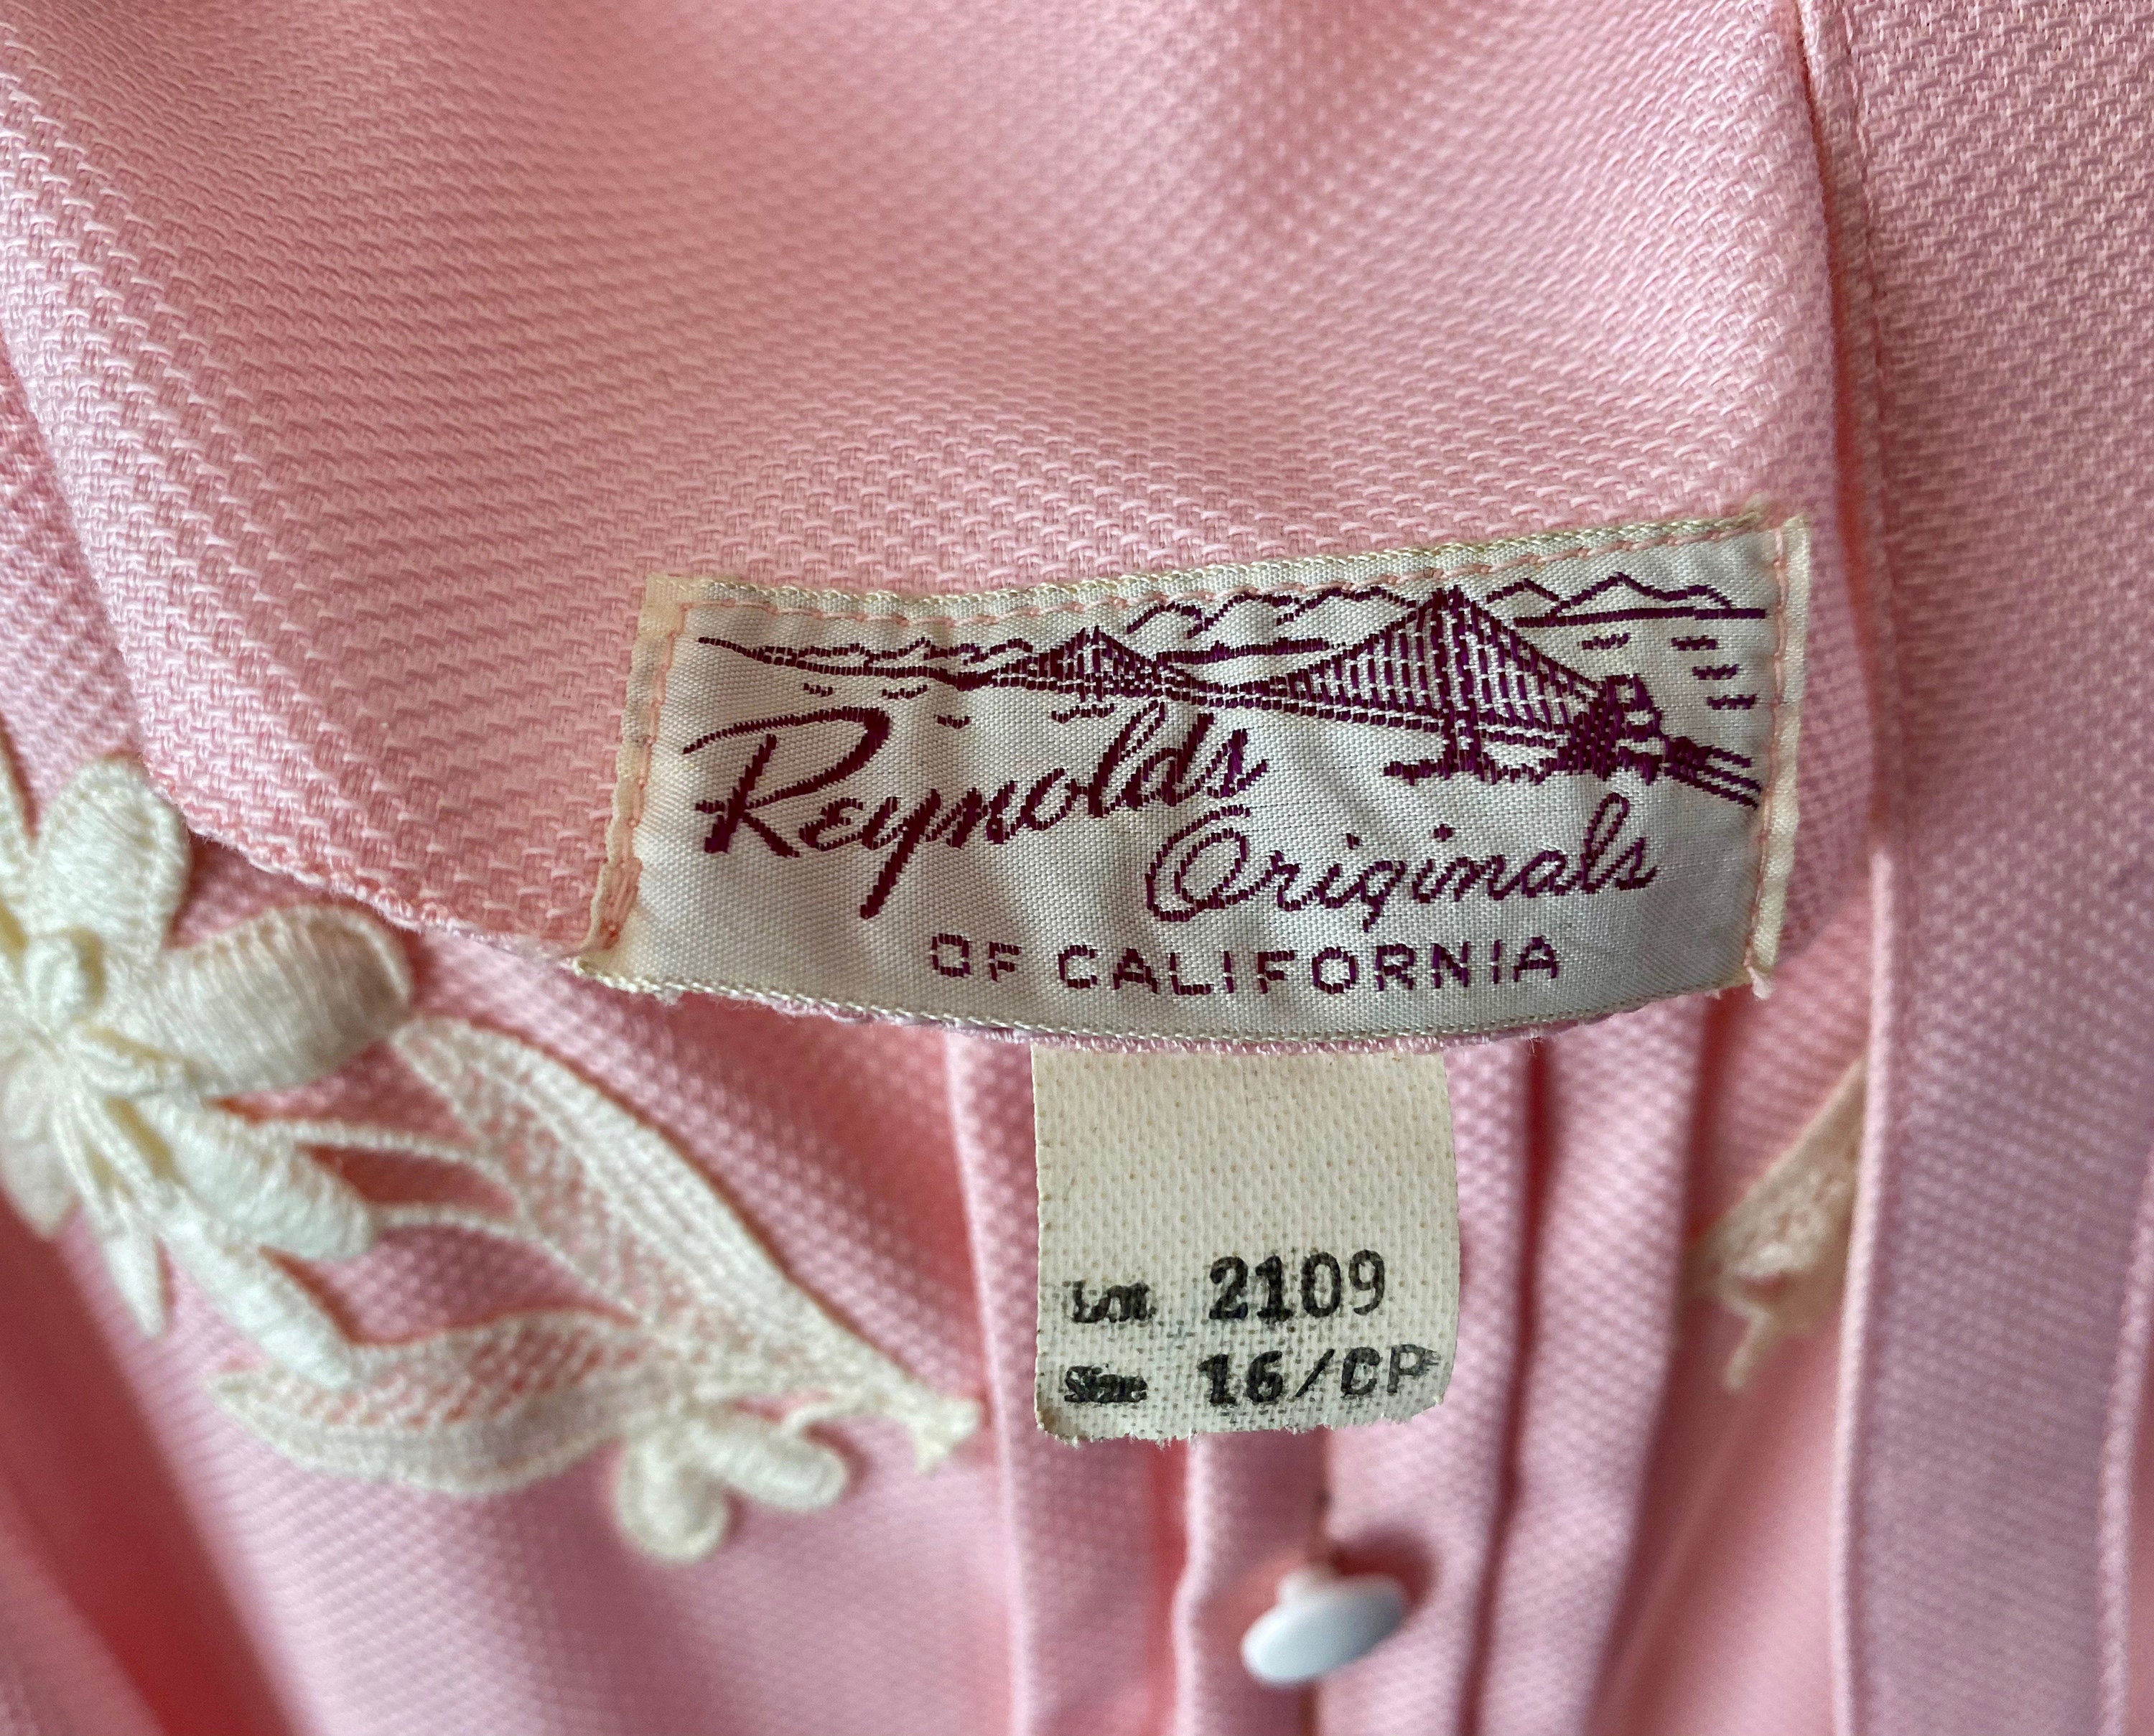 Reynolds
Originals
OF CALIFORNIA
Lot 2109
Size 16/CP